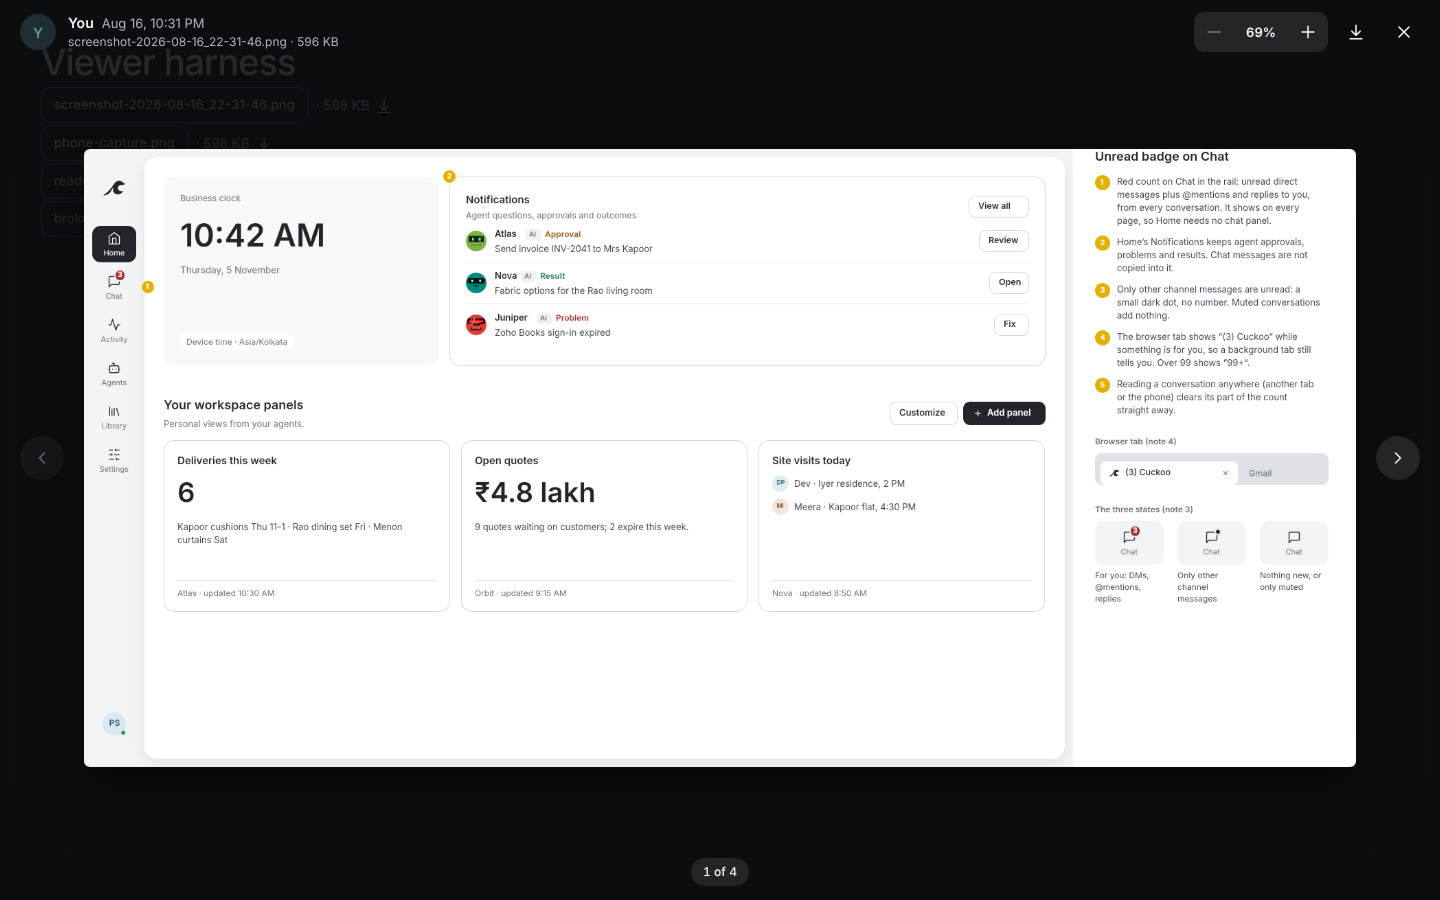 Y
You Aug 16, 10:31 PM
screenshot-2026-08-16_22-31-46.png · 596 KB
69%
Viewer harness
screenshot-2026-08-16_22-31-46.png · 596 KB
phone-capture.png · 596 KB
Home
3
Chat
Activity
Agents
Library
Settings
PS
1
Business clock
10:42 AM
Thursday, 5 November
Device time · Asia/Kolkata
2
Notifications
Agent questions, approvals and outcomes
View all
Atlas AI Approval
Send invoice INV-2041 to Mrs Kapoor
Review
Nova AI Result
Fabric options for the Rao living room
Open
Juniper AI Problem
Zoho Books sign-in expired
Fix
Your workspace panels
Personal views from your agents.
Customize
+ Add panel
Deliveries this week
6
Kapoor cushions Thu 11–1 · Rao dining set Fri · Menon
curtains Sat
Atlas · updated 10:30 AM
Open quotes
₹4.8 lakh
9 quotes waiting on customers; 2 expire this week.
Orbit · updated 9:15 AM
Site visits today
DP Dev · Iyer residence, 2 PM
MI Meera · Kapoor flat, 4:30 PM
Nova · updated 8:50 AM
Unread badge on Chat
1 Red count on Chat in the rail: unread direct
messages plus @mentions and replies to you,
from every conversation. It shows on every
page, so Home needs no chat panel.
2 Home's Notifications keeps agent approvals,
problems and results. Chat messages are not
copied into it.
3 Only other channel messages are unread: a
small dark dot, no number. Muted conversations
add nothing.
4 The browser tab shows “(3) Cuckoo” while
something is for you, so a background tab still
tells you. Over 99 shows “99+”.
5 Reading a conversation anywhere (another tab
or the phone) clears its part of the count
straight away.
Browser tab (note 4)
(3) Cuckoo × Gmail
The three states (note 3)
3
Chat
Chat
Chat
For you: DMs,
@mentions,
replies
Only other
channel
messages
Nothing new, or
only muted
1 of 4